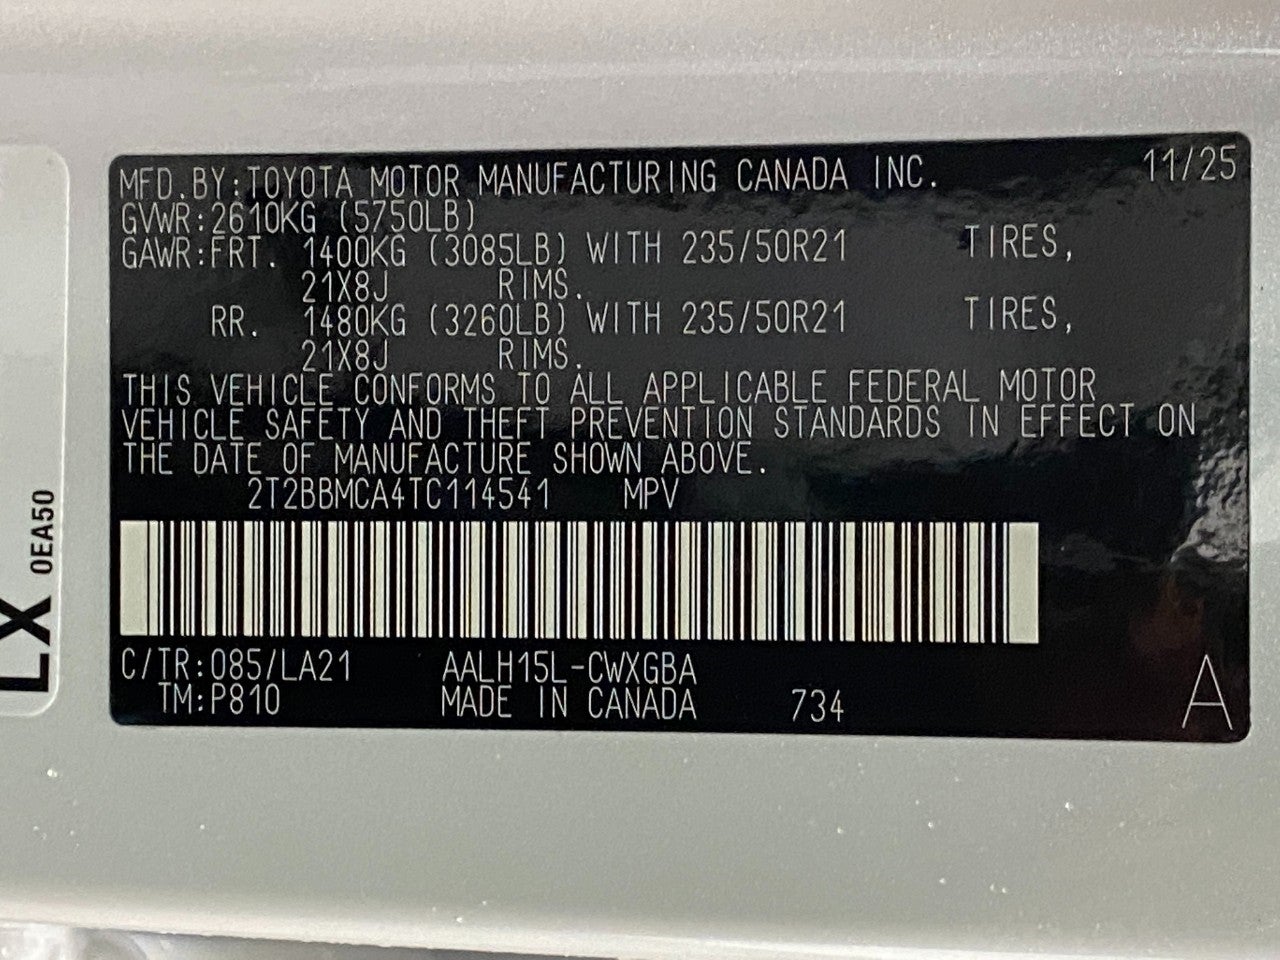 MFD.BY:TOYOTA MOTOR MANUFACTURING CANADA INC. 11/25
GVWR:2610KG (5750LB)
GAWR:FRT. 1400KG (3085LB) WITH 235/50R21 TIRES,
21X8J RIMS.
RR. 1480KG (3260LB) WITH 235/50R21 TIRES,
21X8J RIMS.
THIS VEHICLE CONFORMS TO ALL APPLICABLE FEDERAL MOTOR
VEHICLE SAFETY AND THEFT PREVENTION STANDARDS IN EFFECT ON
THE DATE OF MANUFACTURE SHOWN ABOVE.
2T2BBMCA4TC114541 MPV
C/TR:085/LA21 AALH15L-CWXGBA
TM:P810 MADE IN CANADA 734 A
LX 0EA50